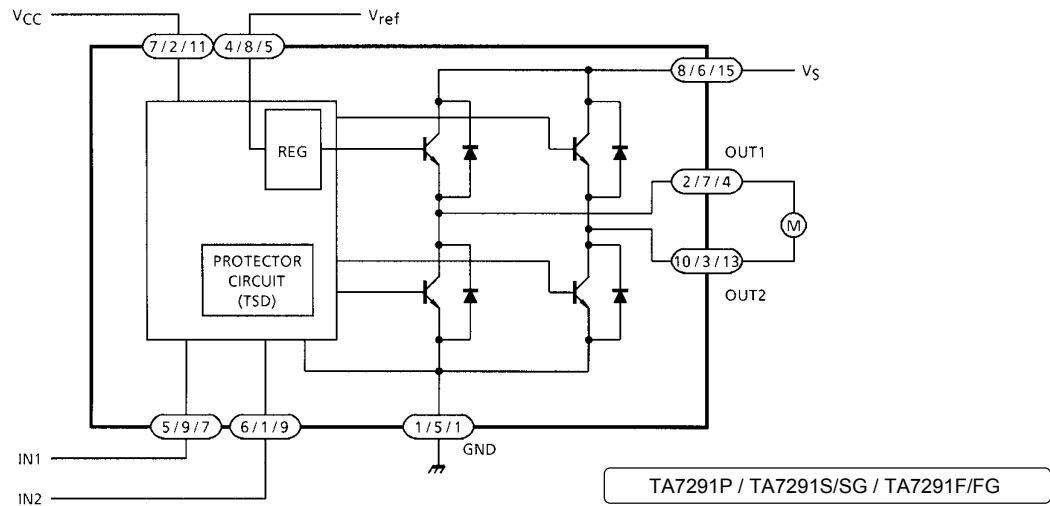 VCC
Vref
7/2/11
4/8/5
8/6/15
VS
REG
OUT1
2/7/4
M
PROTECTOR
CIRCUIT
(TSD)
10/3/13
OUT2
5/9/7
6/1/9
1/5/1
GND
IN1
IN2
TA7291P / TA7291S/SG / TA7291F/FG